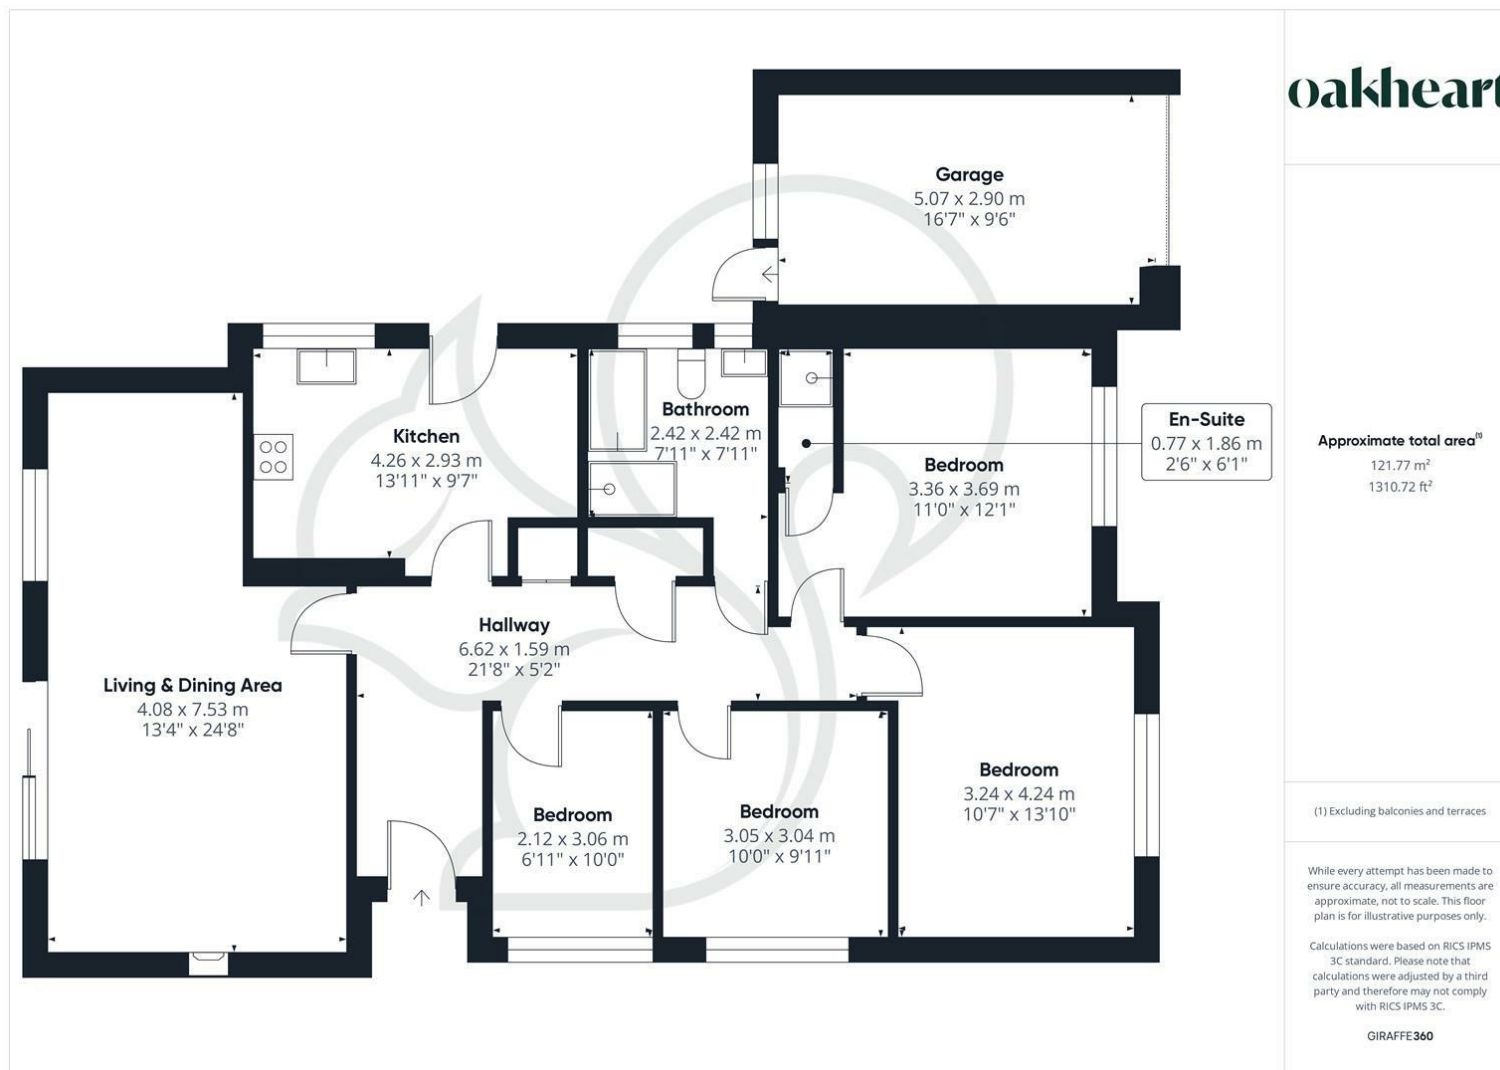 oakheart
Garage
5.07 x 2.90 m
16'7" x 9'6"
Kitchen
4.26 x 2.93 m
13'11" x 9'7"
Bathroom
2.42 x 2.42 m
7'11" x 7'11"
Bedroom
3.36 x 3.69 m
11'0" x 12'1"
En-Suite
0.77 x 1.86 m
2'6" x 6'1"
Hallway
6.62 x 1.59 m
21'8" x 5'2"
Living & Dining Area
4.08 x 7.53 m
13'4" x 24'8"
Bedroom
2.12 x 3.06 m
6'11" x 10'0"
Bedroom
3.05 x 3.04 m
10'0" x 9'11"
Bedroom
3.24 x 4.24 m
10'7" x 13'10"
Approximate total area(1)
121.77 m²
1310.72 ft²
(1) Excluding balconies and terraces
While every attempt has been made to
ensure accuracy, all measurements are
approximate, not to scale. This floor
plan is for illustrative purposes only.
Calculations were based on RICS IPMS
3C standard. Please note that
calculations were adjusted by a third
party and therefore may not comply
with RICS IPMS 3C.
GIRAFFE360